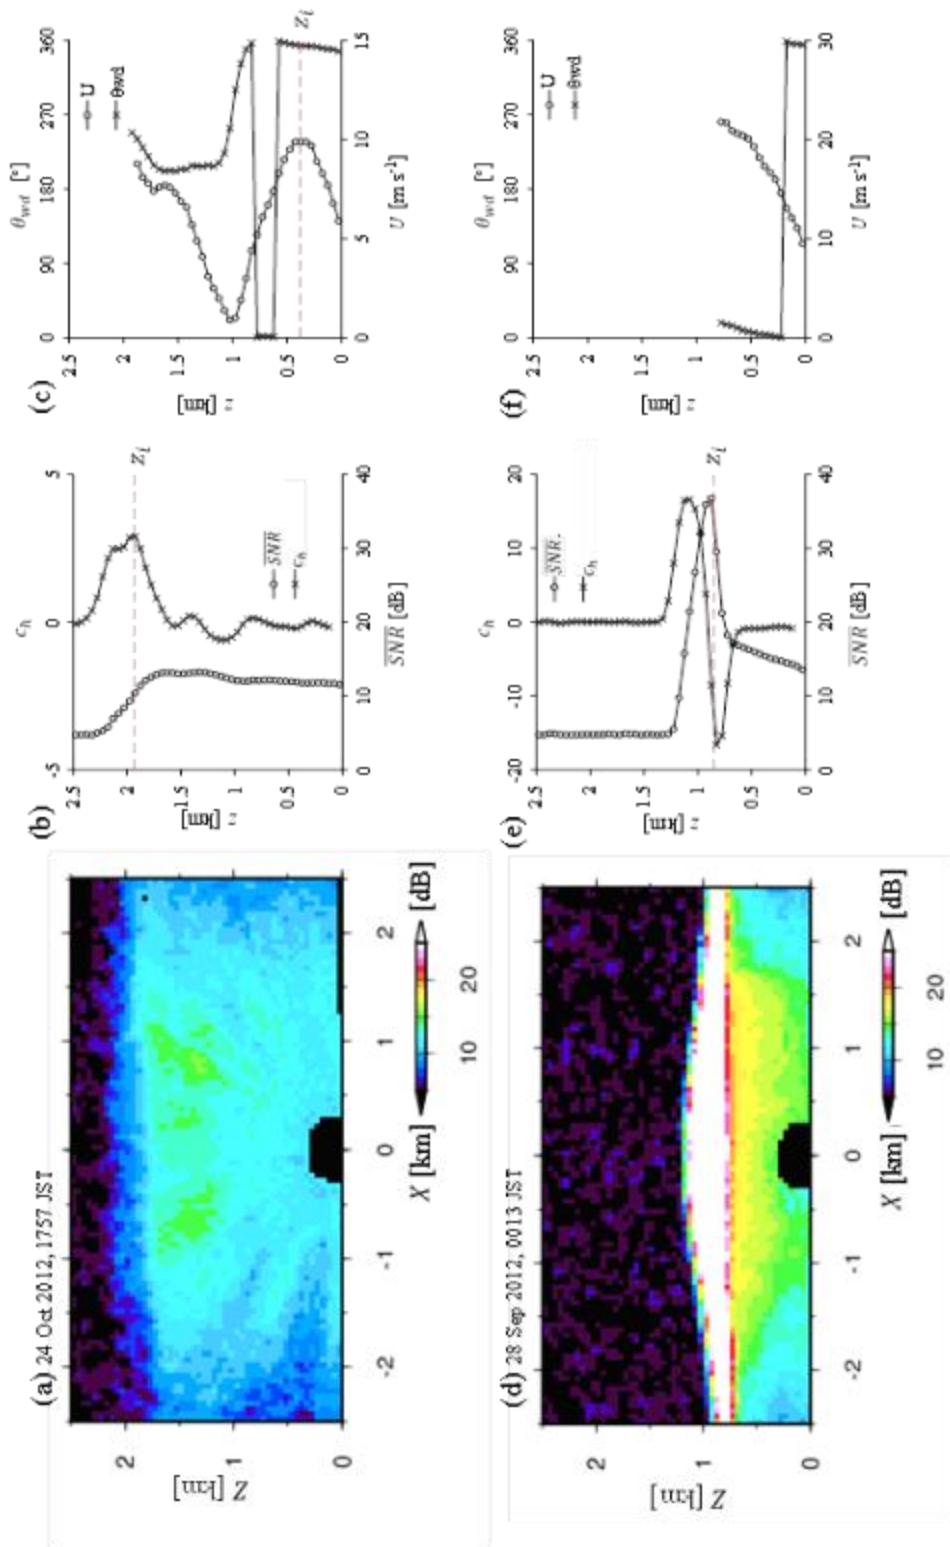 (a) 24 Oct 2012, 1757 JST
Z [km]
2
1
0
-2
-1
0
1
2
X [km]
10
20
[dB]
(b)
c_h
-5
0
5
z [km]
2.5
2
1.5
1
0.5
0
Z_i
SNR
c_h
0
10
20
30
40
SNR [dB]
(c)
θ_wd [°]
0
90
180
270
360
z [km]
2.5
2
1.5
1
0.5
0
U
θwd
Z_i
0
5
10
15
U [m s⁻¹]
(d) 28 Sep 2012, 0013 JST
Z [km]
2
1
0
-2
-1
0
1
2
X [km]
10
20
[dB]
(e)
-20
-10
0
10
20
z [km]
2.5
2
1.5
1
0.5
0
SNR.
c_h
Z_i
0
10
20
30
40
SNR [dB]
(f)
θ_wd [°]
0
90
180
270
360
z [km]
2.5
2
1.5
1
0.5
0
U
θwd
0
10
20
30
U [m s⁻¹]